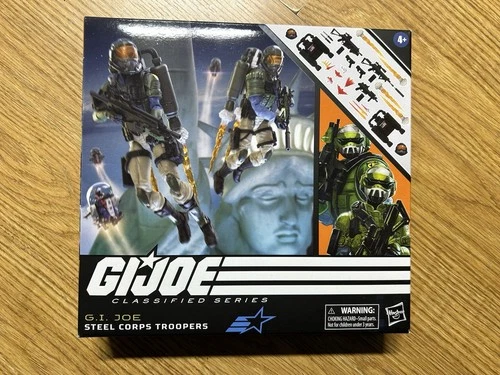 4+
G.I. JOE
CLASSIFIED SERIES
G.I. JOE
STEEL CORPS TROOPERS
WARNING:
CHOKING HAZARD-Small parts.
Not for children under 3 years.
Hasbro